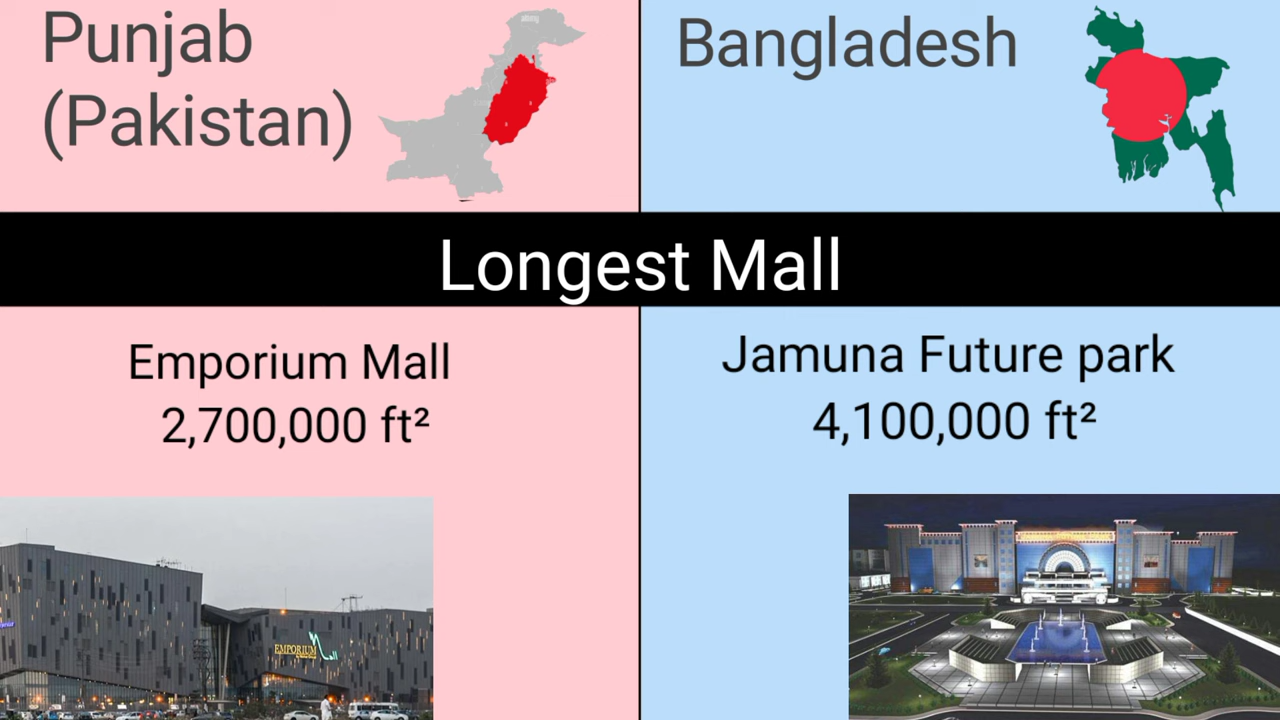 Punjab
(Pakistan)
Bangladesh
Longest Mall
Emporium Mall
2,700,000 ft²
Jamuna Future park
4,100,000 ft²
EMPORIUM Mall